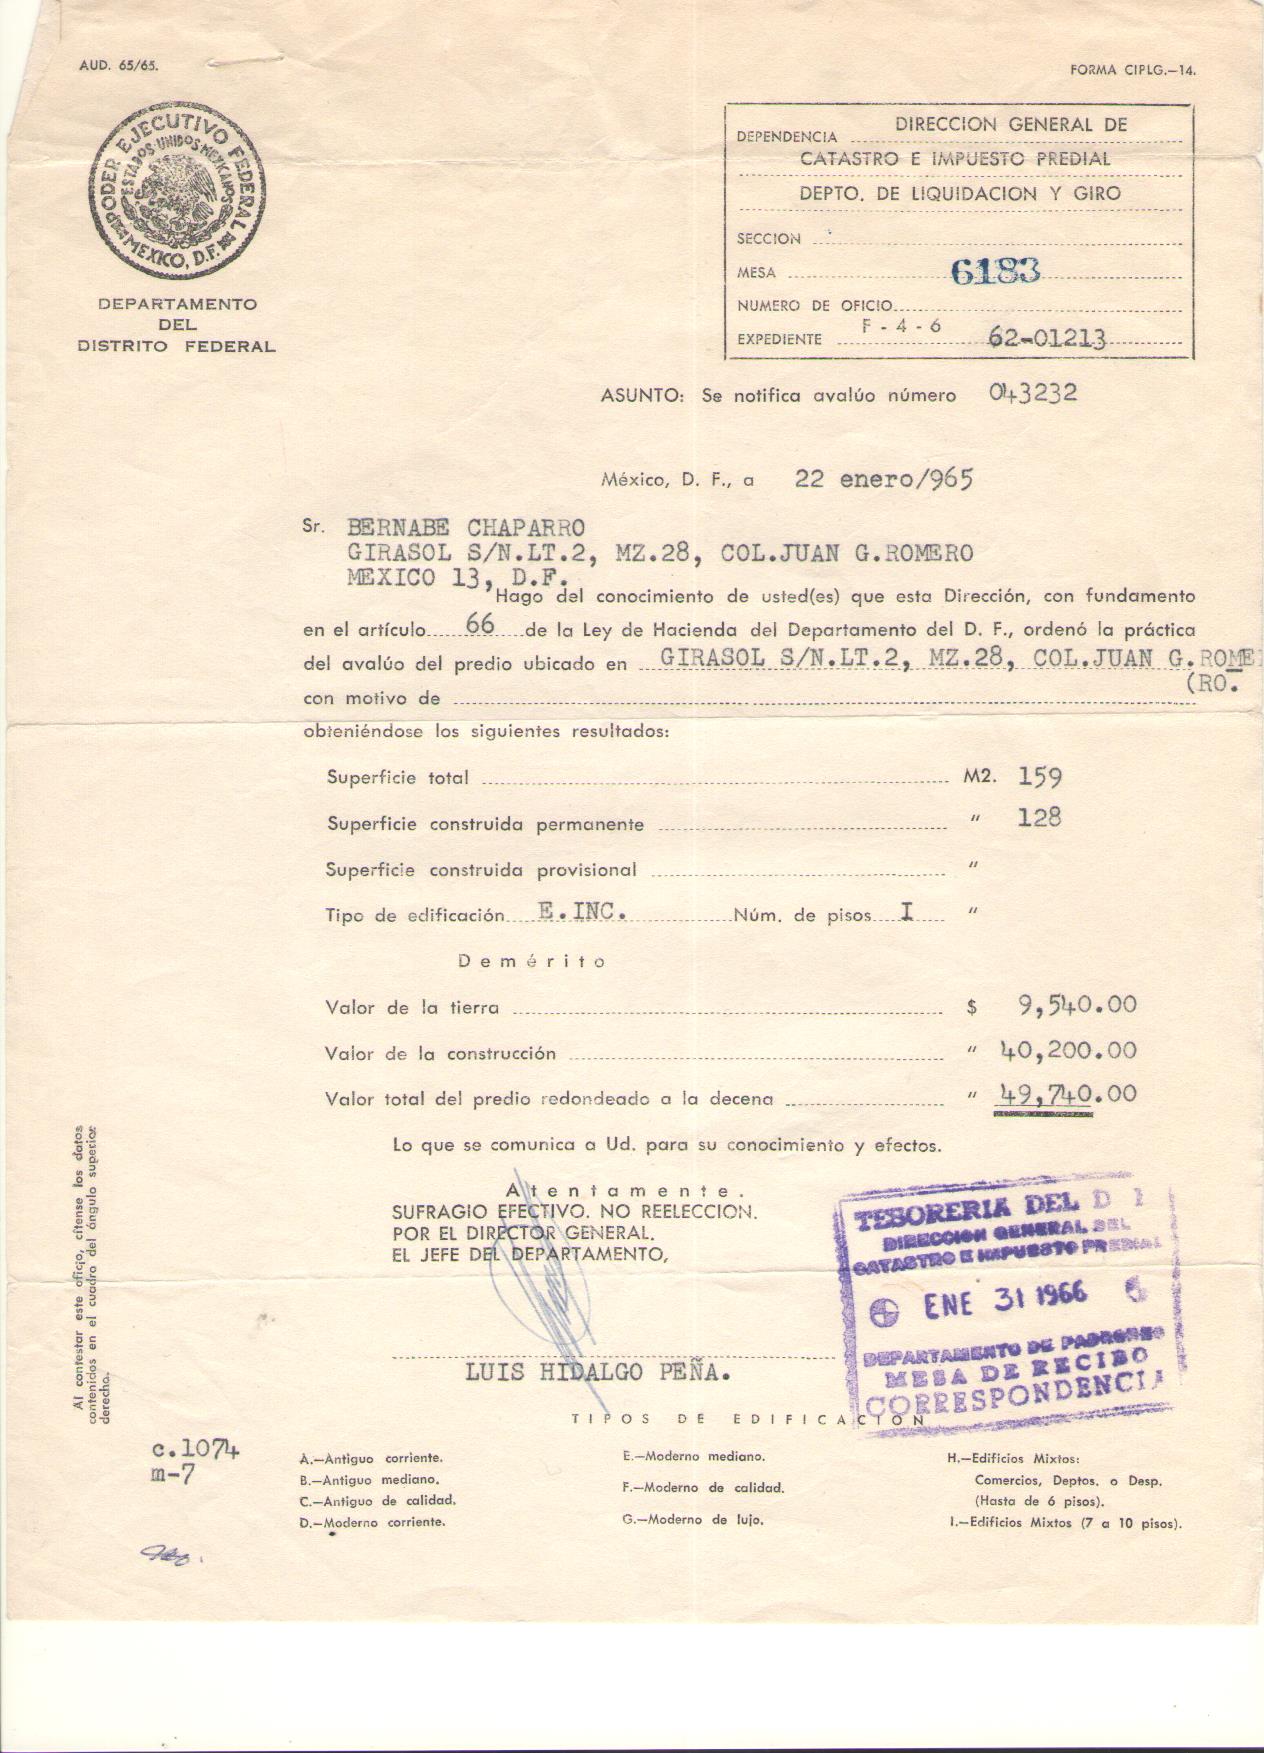 AUD. 65/65.
FORMA CIPLG.—14.
PODER EJECUTIVO FEDERAL
ESTADOS UNIDOS MEXICANOS
MEXICO, D.F.
DEPARTAMENTO
DEL
DISTRITO FEDERAL
DEPENDENCIA DIRECCION GENERAL DE
CATASTRO E IMPUESTO PREDIAL
DEPTO. DE LIQUIDACION Y GIRO
SECCION
MESA 6183
NUMERO DE OFICIO
EXPEDIENTE F - 4 - 6 62-01213
ASUNTO: Se notifica avalúo número 043232
México, D. F., a 22 enero/965
Sr. BERNABE CHAPARRO
GIRASOL S/N.LT.2, MZ.28, COL.JUAN G.ROMERO
MEXICO 13, D.F.
Hago del conocimiento de usted(es) que esta Dirección, con fundamento
en el artículo 66 de la Ley de Hacienda del Departamento del D. F., ordenó la práctica
del avalúo del predio ubicado en GIRASOL S/N.LT.2, MZ.28, COL.JUAN G.ROME
(RO.
con motivo de
obteniéndose los siguientes resultados:
Superficie total M2. 159
Superficie construida permanente " 128
Superficie construida provisional "
Tipo de edificación E.INC. Núm. de pisos I "
Demérito
Valor de la tierra $ 9,540.00
Valor de la construcción " 40,200.00
Valor total del predio redondeado a la decena " 49,740.00
Lo que se comunica a Ud. para su conocimiento y efectos.
Atentamente.
SUFRAGIO EFECTIVO. NO REELECCION.
POR EL DIRECTOR GENERAL.
EL JEFE DEL DEPARTAMENTO,
LUIS HIDALGO PEÑA.
TESORERIA DEL D
DIRECCION GENERAL DEL
CATASTRO E IMPUESTO PREDIAL
ENE 31 1966
DEPARTAMENTO DE PADRONES
MESA DE RECIBO
CORRESPONDENCIA
Al contestar este oficio, cítense los datos
contenidos en el cuadro del ángulo superior
derecho.
TIPOS DE EDIFICACION
c.1074
m-7
A.—Antiguo corriente.
B.—Antiguo mediano.
C.—Antiguo de calidad.
D.—Moderno corriente.
E.—Moderno mediano.
F.—Moderno de calidad.
G.—Moderno de lujo.
H.—Edificios Mixtos:
Comercios, Deptos. o Desp.
(Hasta de 6 pisos).
I.—Edificios Mixtos (7 a 10 pisos).